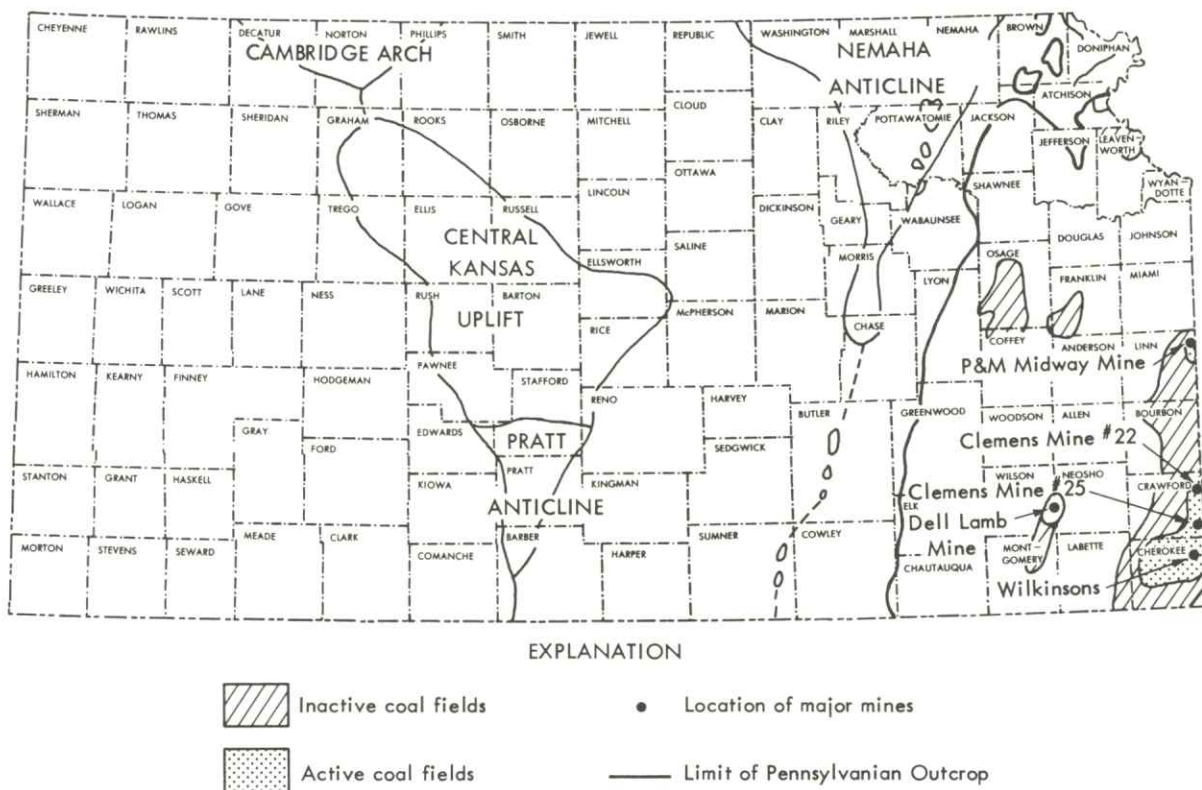 CHEYENNE
RAWLINS
DECATUR
NORTON
PHILLIPS
SMITH
JEWELL
REPUBLIC
WASHINGTON
MARSHALL
NEMAHA
BROWN
DONIPHAN
CAMBRIDGE ARCH
NEMAHA
ANTICLINE
ATCHISON
SHERMAN
THOMAS
SHERIDAN
GRAHAM
ROOKS
OSBORNE
MITCHELL
CLOUD
CLAY
RILEY
POTTAWATOMIE
JACKSON
JEFFERSON
LEAVEN-
WORTH
OTTAWA
LINCOLN
SHAWNEE
WYAN
DOTTE
WALLACE
LOGAN
GOVE
TREGO
ELLIS
RUSSELL
DICKINSON
GEARY
WABAUNSEE
CENTRAL
KANSAS
UPLIFT
ELLSWORTH
SALINE
MORRIS
OSAGE
DOUGLAS
JOHNSON
GREELEY
WICHITA
SCOTT
LANE
NESS
RUSH
BARTON
RICE
McPHERSON
MARION
CHASE
LYON
COFFEY
FRANKLIN
MIAMI
ANDERSON
LINN
P&M Midway Mine
HAMILTON
KEARNY
FINNEY
HODGEMAN
PAWNEE
STAFFORD
RENO
HARVEY
BUTLER
GREENWOOD
WOODSON
ALLEN
BOURBON
GRAY
FORD
EDWARDS
PRATT
SEDGWICK
Clemens Mine #22
STANTON
GRANT
HASKELL
KIOWA
PRATT
KINGMAN
ELK
WILSON
NEOSHO
CRAWFORD
Clemens Mine #25
ANTICLINE
Dell Lamb
Mine
MORTON
STEVENS
SEWARD
MEADE
CLARK
COMANCHE
BARBER
HARPER
SUMNER
COWLEY
CHAUTAUQUA
MONT-
GOMERY
LABETTE
CHEROKEE
Wilkinsons
EXPLANATION
Inactive coal fields
Location of major mines
Active coal fields
Limit of Pennsylvanian Outcrop